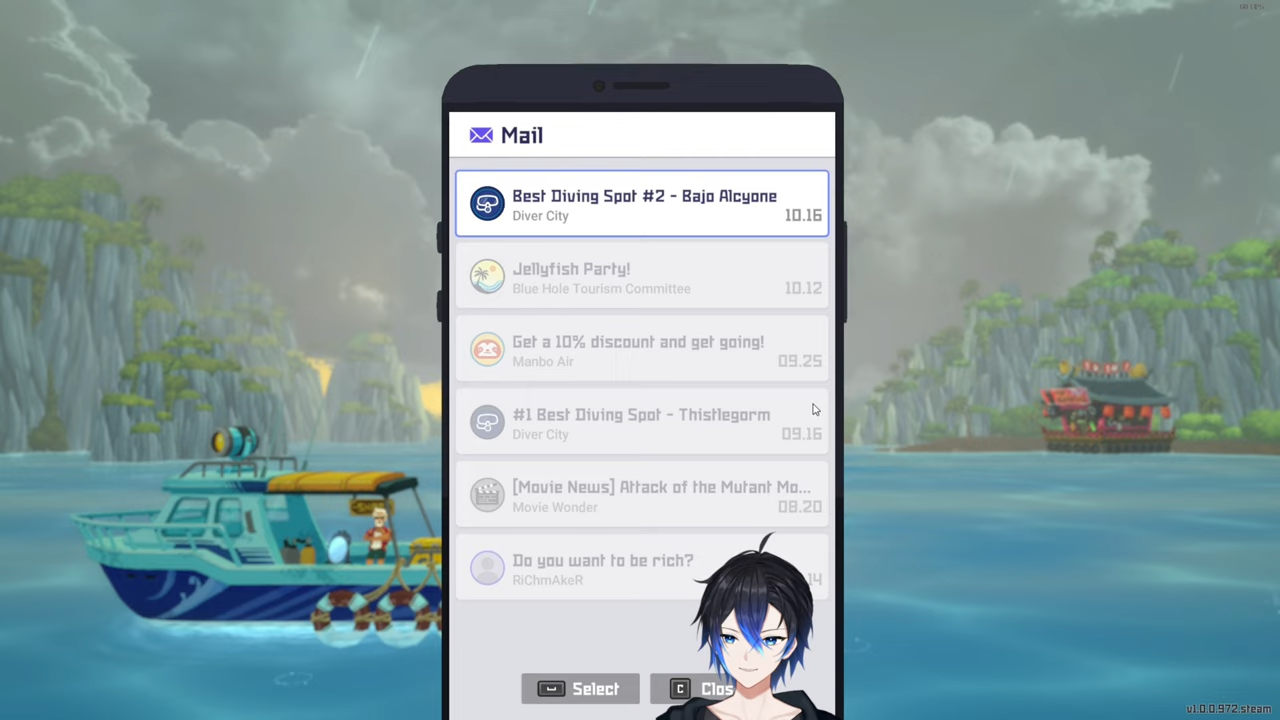 Mail
Best Diving Spot #2 - Bajo Alcyone
Diver City
10.16
Jellyfish Party!
Blue Hole Tourism Committee
10.12
Get a 10% discount and get going!
Manbo Air
09.25
#1 Best Diving Spot - Thistlegorm
Diver City
09.16
[Movie News] Attack of the Mutant Mo...
Movie Wonder
08.20
Do you want to be rich?
RiChmAkeR
14
Select
C Clos
v1.0.0.972.steam